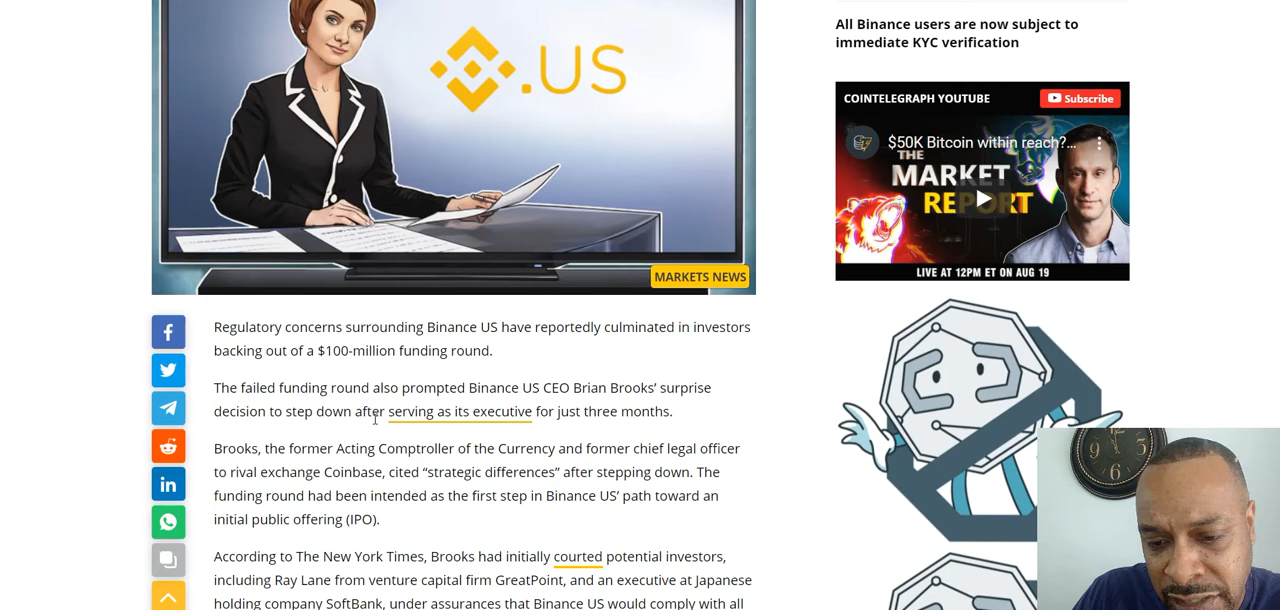 .US
MARKETS NEWS
Regulatory concerns surrounding Binance US have reportedly culminated in investors
backing out of a $100-million funding round.
The failed funding round also prompted Binance US CEO Brian Brooks’ surprise
decision to step down after serving as its executive for just three months.
Brooks, the former Acting Comptroller of the Currency and former chief legal officer
to rival exchange Coinbase, cited “strategic differences” after stepping down. The
funding round had been intended as the first step in Binance US’ path toward an
initial public offering (IPO).
According to The New York Times, Brooks had initially courted potential investors,
including Ray Lane from venture capital firm GreatPoint, and an executive at Japanese
holding company SoftBank, under assurances that Binance US would comply with all
All Binance users are now subject to
immediate KYC verification
COINTELEGRAPH YOUTUBE
Subscribe
$50K Bitcoin within reach?...
THE
MARKET
REPORT
LIVE AT 12PM ET ON AUG 19